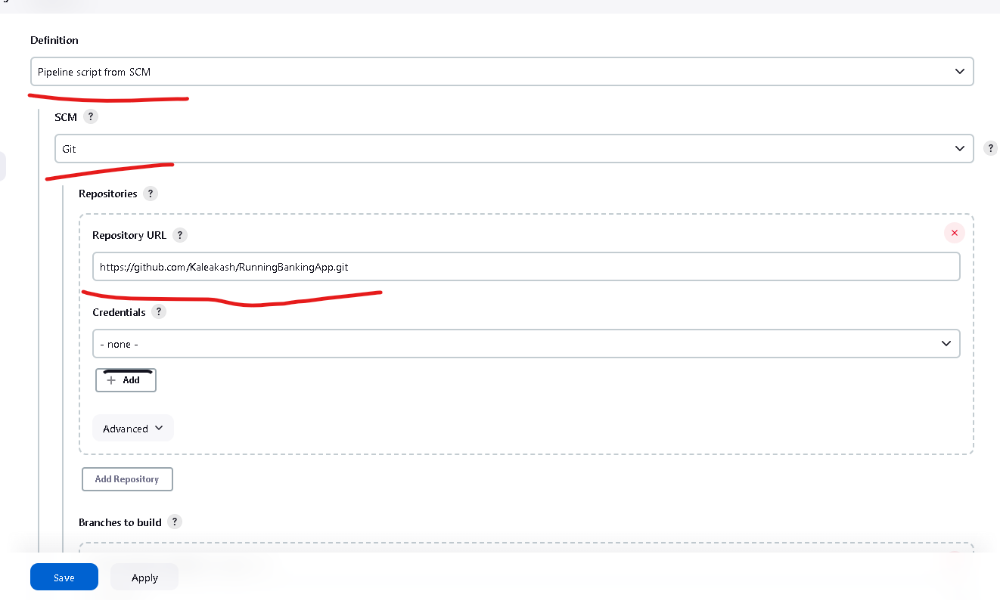 Definition
Pipeline script from SCM
SCM ?
Git
?
Repositories ?
Repository URL ?
https://github.com/Kaleakash/RunningBankingApp.git
Credentials ?
- none -
+ Add
Advanced
Add Repository
Branches to build ?
Save
Apply